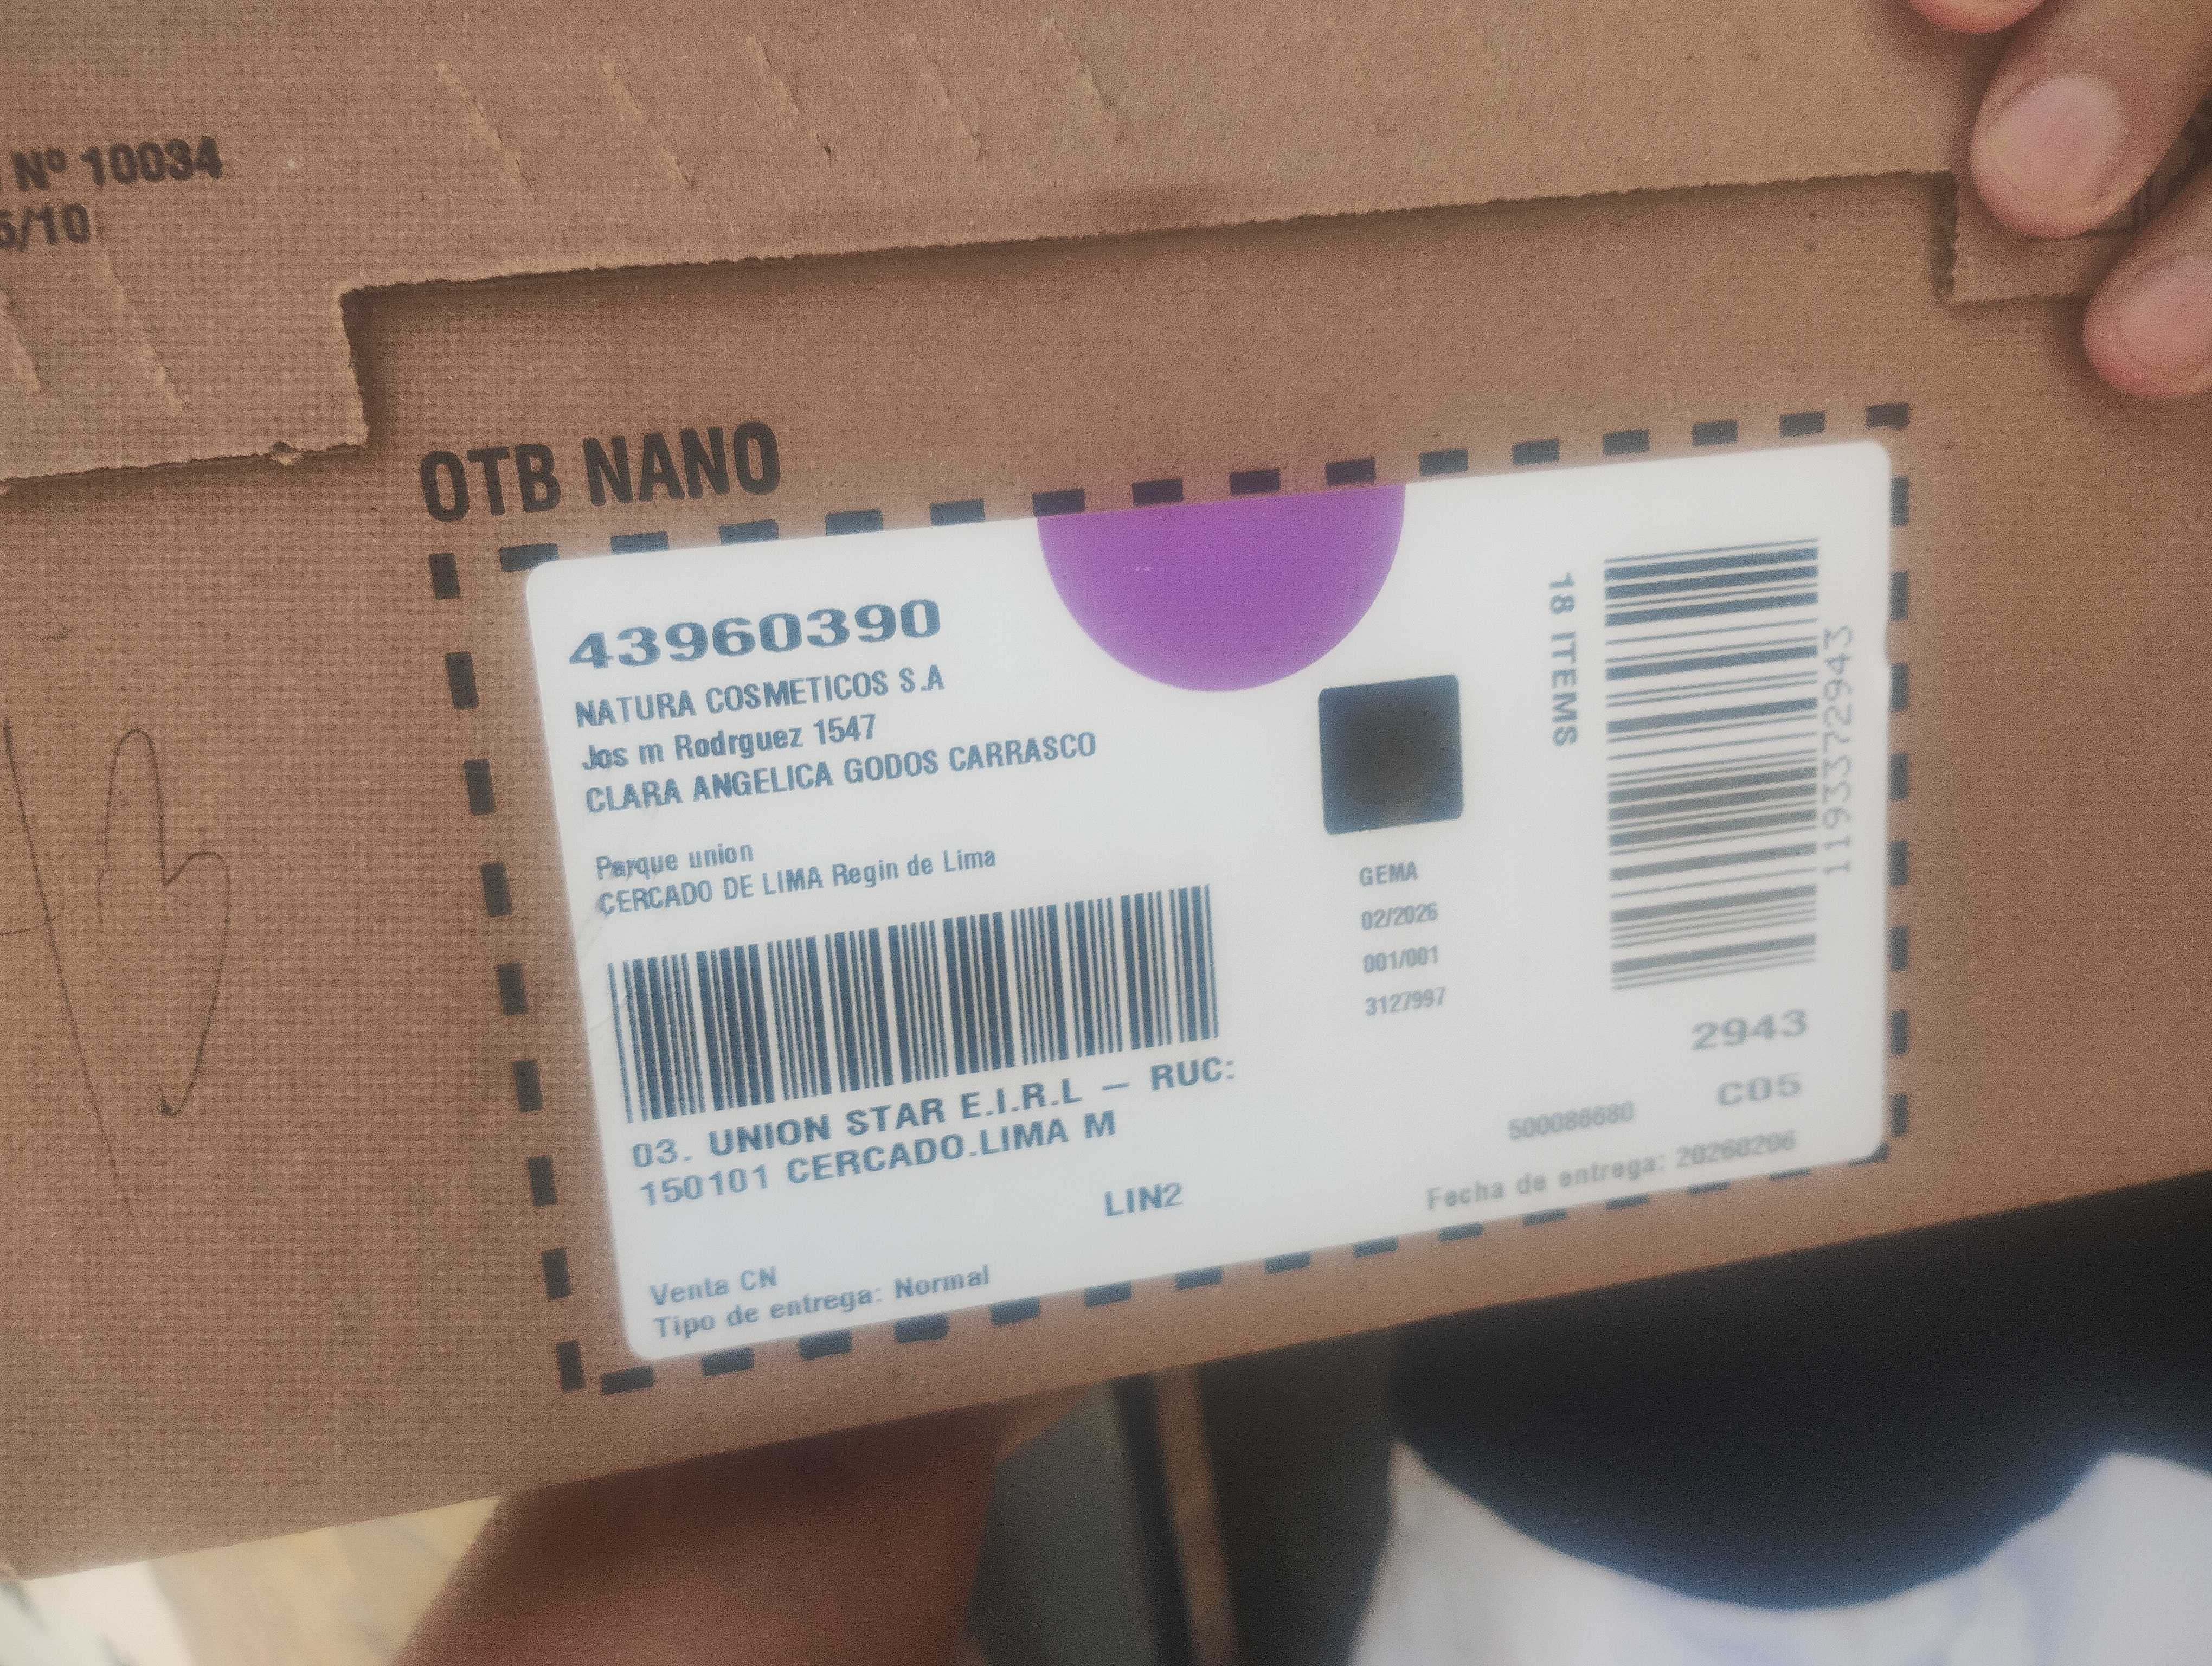 Nº 10034
5/10
OTB NANO
43960390
NATURA COSMETICOS S.A
Jos m Rodrguez 1547
CLARA ANGELICA GODOS CARRASCO
Parque union
CERCADO DE LIMA Regin de Lima
03. UNION STAR E.I.R.L – RUC:
150101 CERCADO.LIMA M
LIN2
Venta CN
Tipo de entrega: Normal
GEMA
02/2026
001/001
3127997
18 ITEMS
1193372943
2943
C05
500086680
Fecha de entrega: 20260206